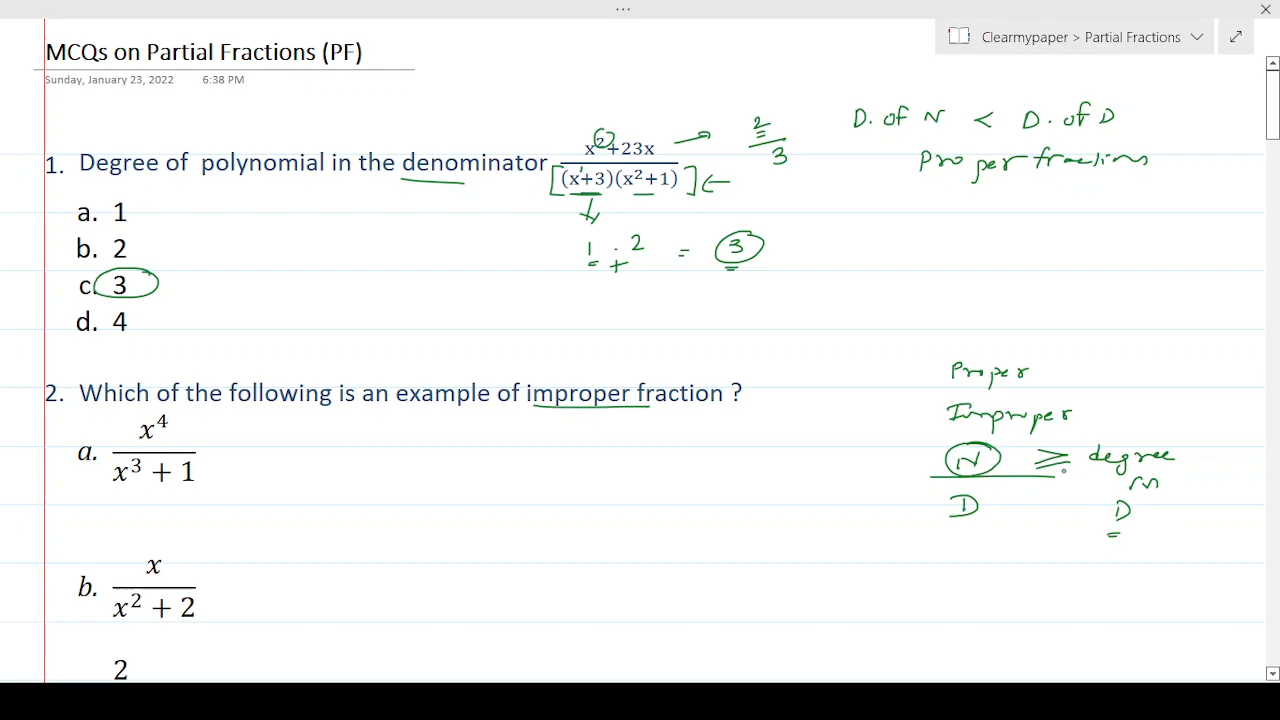 ...
Clearmypaper > Partial Fractions
MCQs on Partial Fractions (PF)
Sunday, January 23, 2022 6:38 PM
D. of N < D. of D
Proper fractions
1. Degree of polynomial in the denominator (x² + 23x)/((x+3)(x²+1))
2/3
1 + 2 = 3
a. 1
b. 2
c. 3
d. 4
2. Which of the following is an example of improper fraction ?
a. x⁴/(x³ + 1)
b. x/(x² + 2)
2
Proper
Improper
N ≥ degree
in
D D